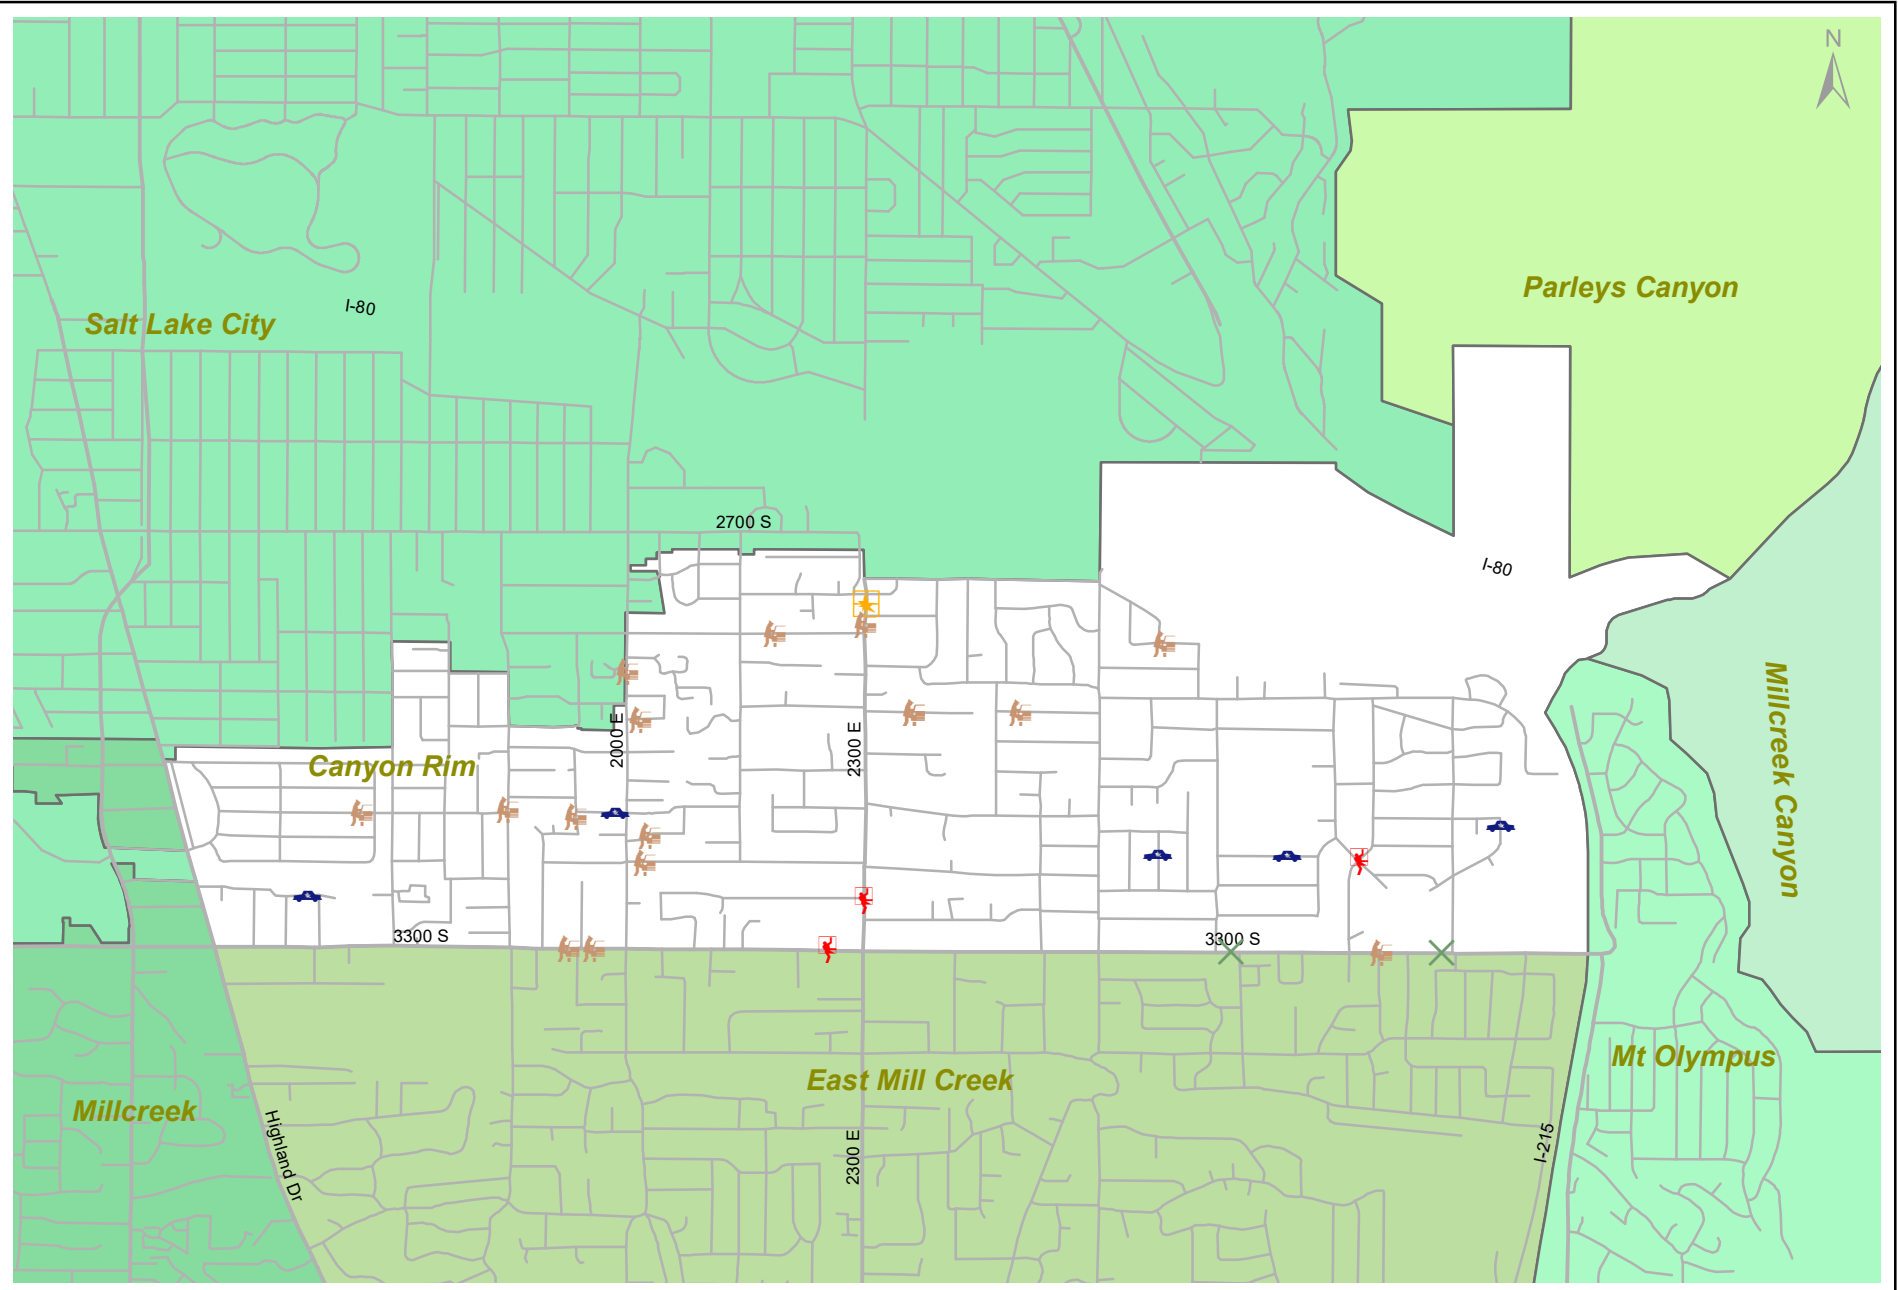 N
Parleys Canyon
I-80
Salt Lake City
2700 S
I-80
Millcreek Canyon
2000 E
2300 E
Canyon Rim
3300 S
3300 S
Mt Olympus
East Mill Creek
Millcreek
Highland Dr
2300 E
I-215